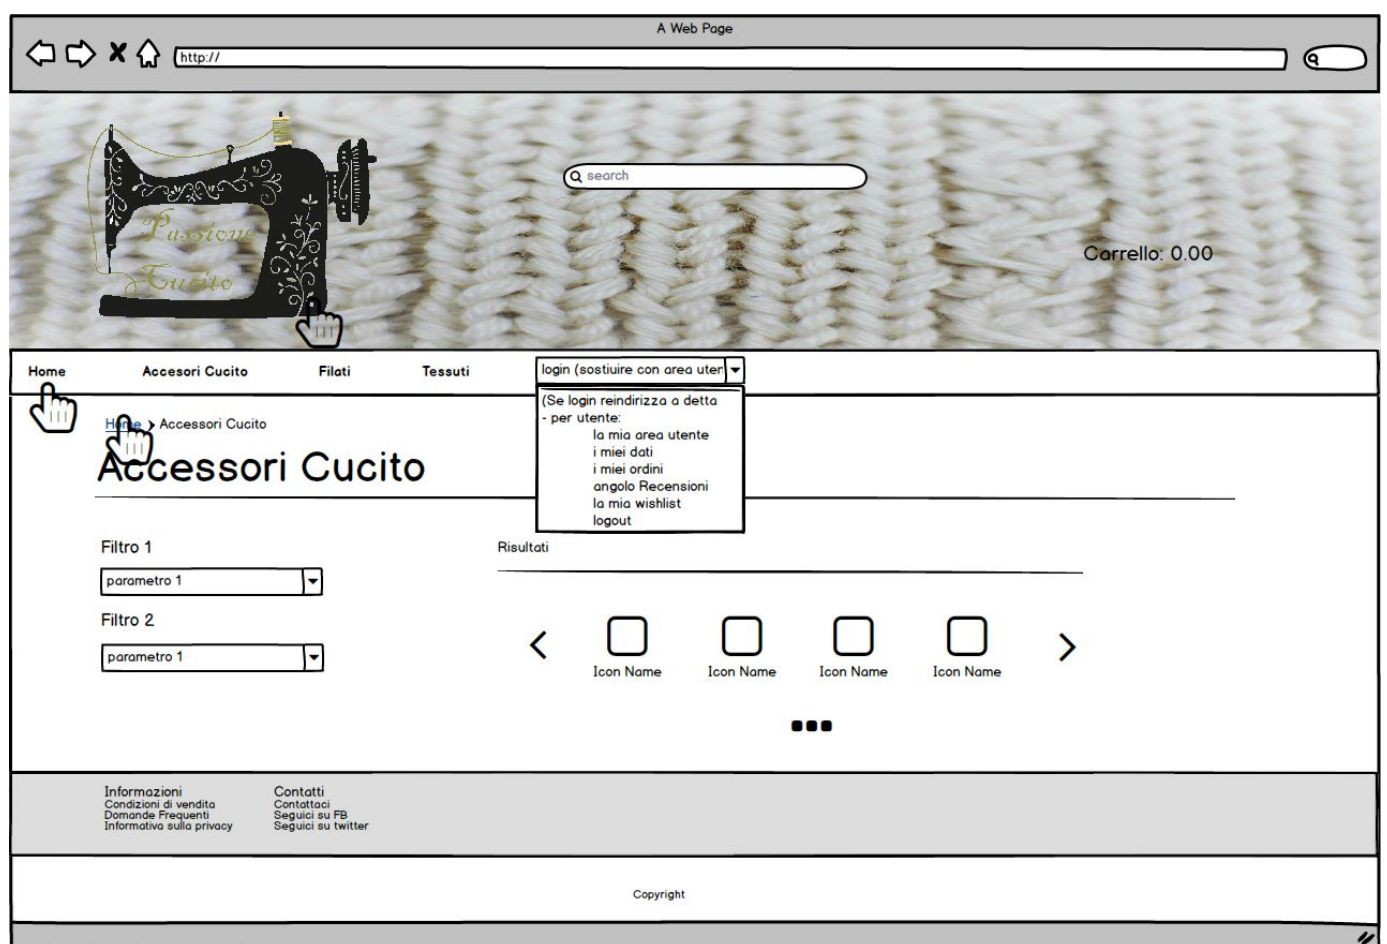 A Web Page
http://
search
Passione
Cucito
Carrello: 0.00
Home
Accesori Cucito
Filati
Tessuti
login (sostiuire con area uten
(Se login reindirizza a detta
- per utente:
la mia area utente
i miei dati
i miei ordini
angolo Recensioni
la mia wishlist
logout
Home > Accessori Cucito
Accessori Cucito
Filtro 1
parametro 1
Filtro 2
parametro 1
Risultati
Icon Name
Icon Name
Icon Name
Icon Name
Informazioni
Condizioni di vendita
Domande Frequenti
Informativa sulla privacy
Contatti
Contattaci
Seguici su FB
Seguici su twitter
Copyright